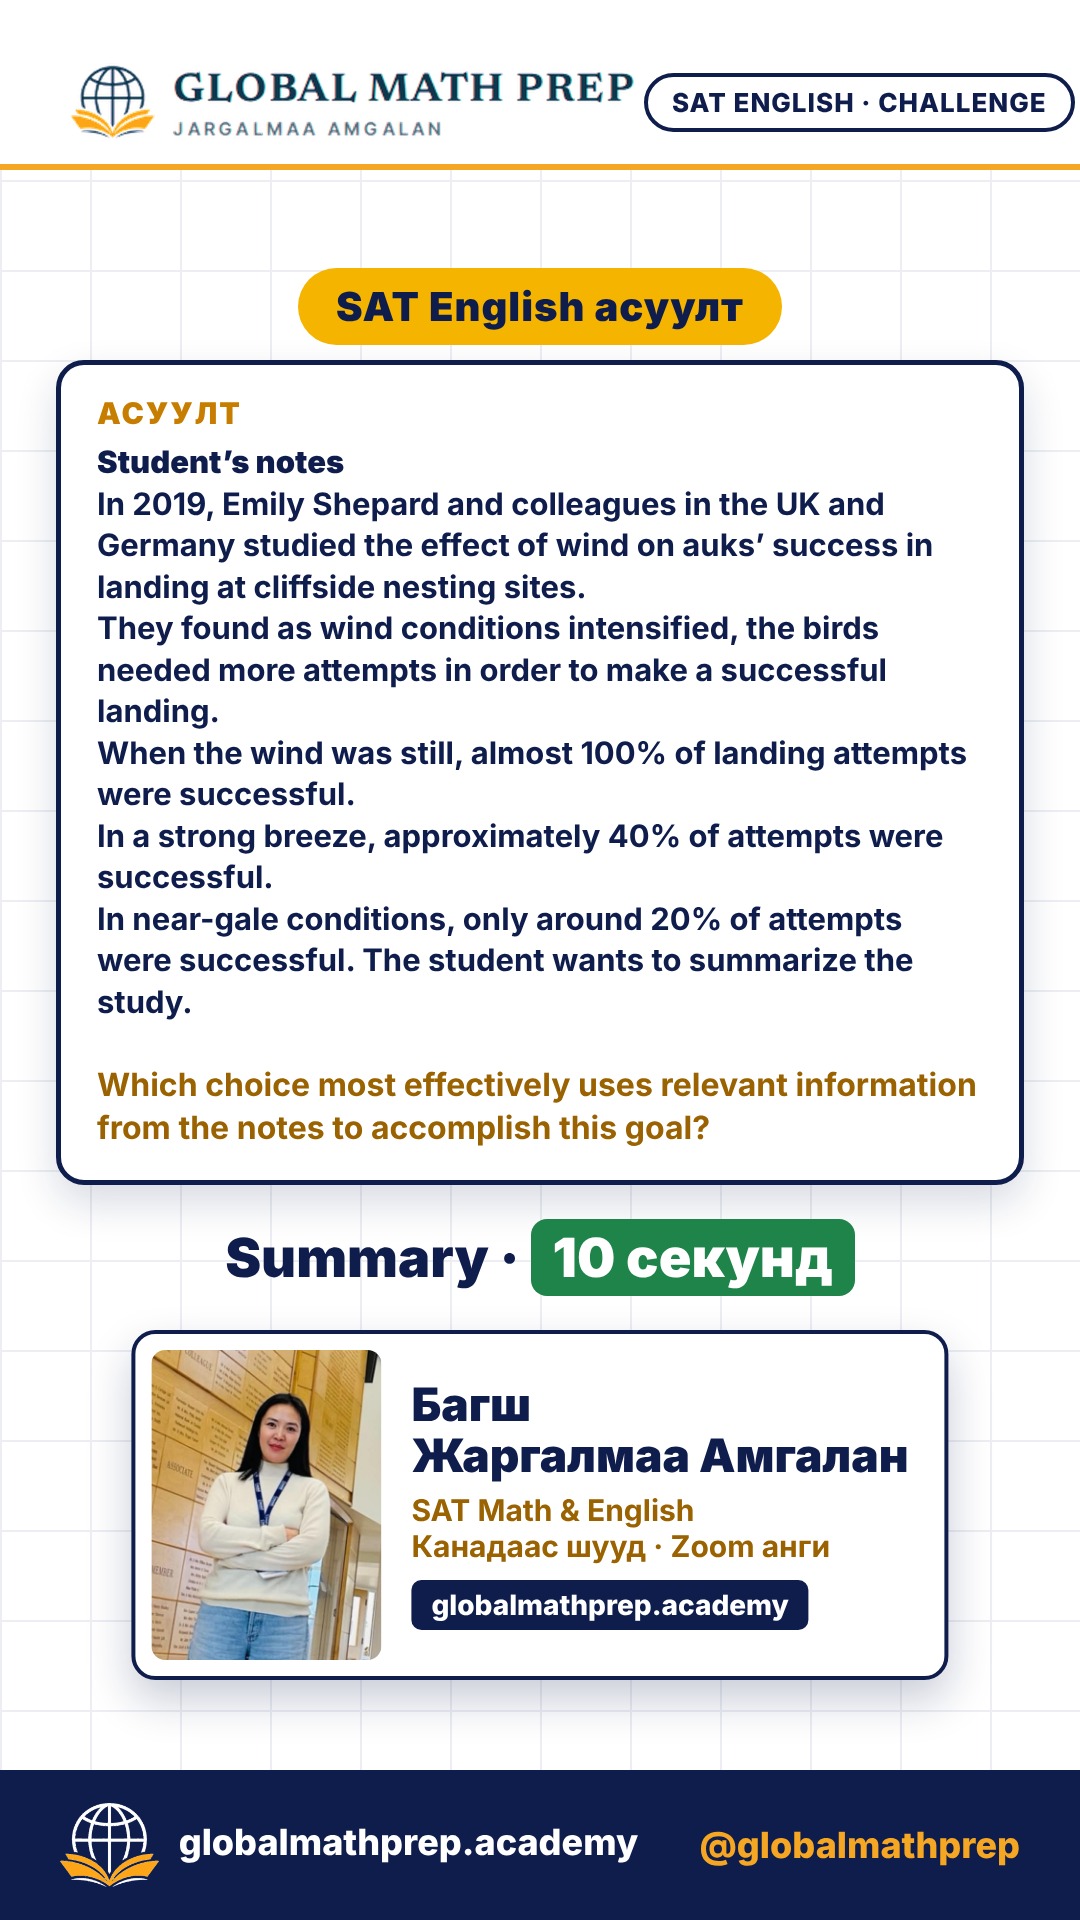 GLOBAL MATH PREP
JARGALMAA AMGALAN
SAT ENGLISH · CHALLENGE
SAT English асуулт
АСУУЛТ
Student’s notes
In 2019, Emily Shepard and colleagues in the UK and
Germany studied the effect of wind on auks’ success in
landing at cliffside nesting sites.
They found as wind conditions intensified, the birds
needed more attempts in order to make a successful
landing.
When the wind was still, almost 100% of landing attempts
were successful.
In a strong breeze, approximately 40% of attempts were
successful.
In near-gale conditions, only around 20% of attempts
were successful. The student wants to summarize the
study.
Which choice most effectively uses relevant information
from the notes to accomplish this goal?
Summary · 10 секунд
Багш
Жаргалмаа Амгалан
SAT Math & English
Канадаас шууд · Zoom анги
globalmathprep.academy
globalmathprep.academy
@globalmathprep